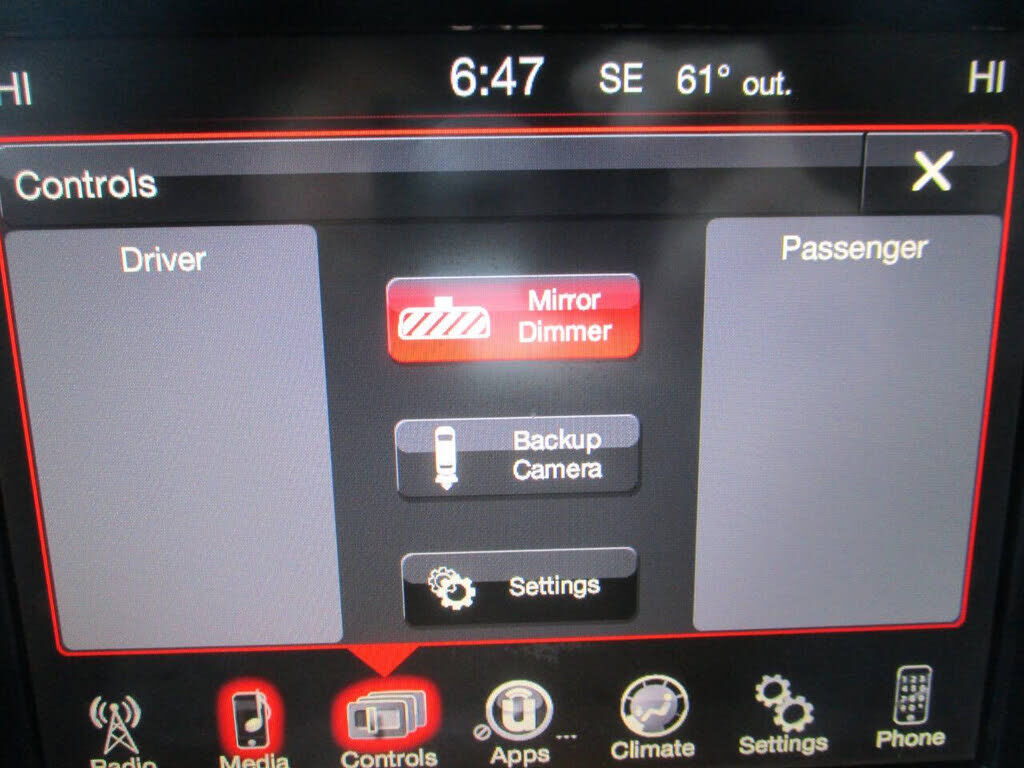 HI
6:47 SE 61° out.
HI
Controls
X
Driver
Passenger
Mirror
Dimmer
Backup
Camera
Settings
Radio
Media
Controls
Apps
Climate
Settings
Phone